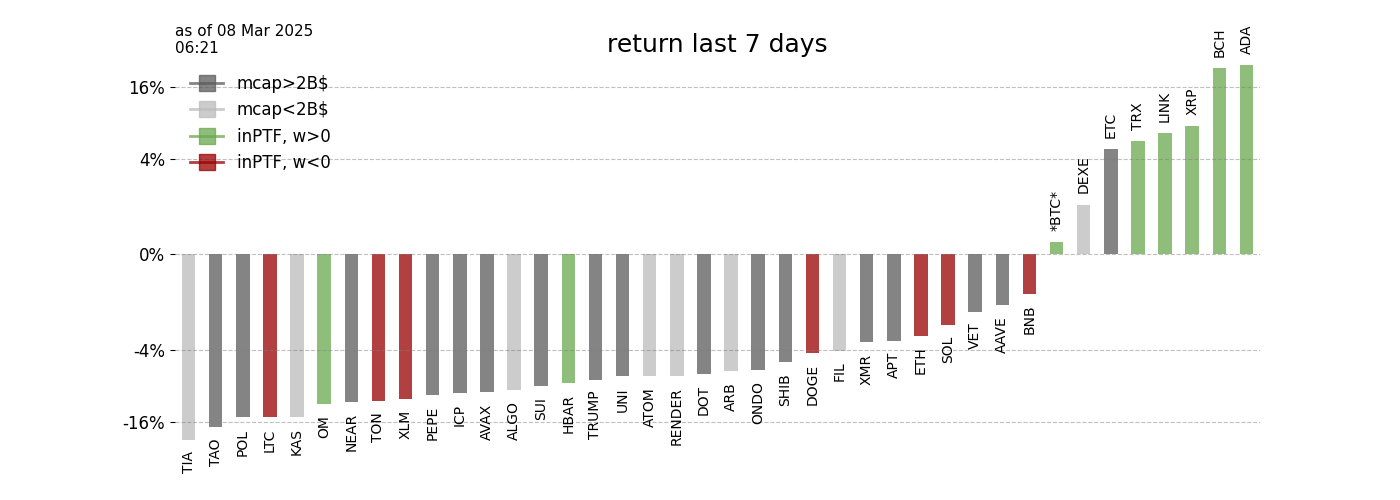 as of 08 Mar 2025
06:21
return last 7 days
mcap>2B$
mcap<2B$
inPTF, w>0
inPTF, w<0
16%
4%
0%
-4%
-16%
TIA
TAO
POL
LTC
KAS
OM
NEAR
TON
XLM
PEPE
ICP
AVAX
ALGO
SUI
HBAR
TRUMP
UNI
ATOM
RENDER
DOT
ARB
ONDO
SHIB
DOGE
FIL
XMR
APT
ETH
SOL
VET
AAVE
BNB
*BTC*
DEXE
ETC
TRX
LINK
XRP
BCH
ADA